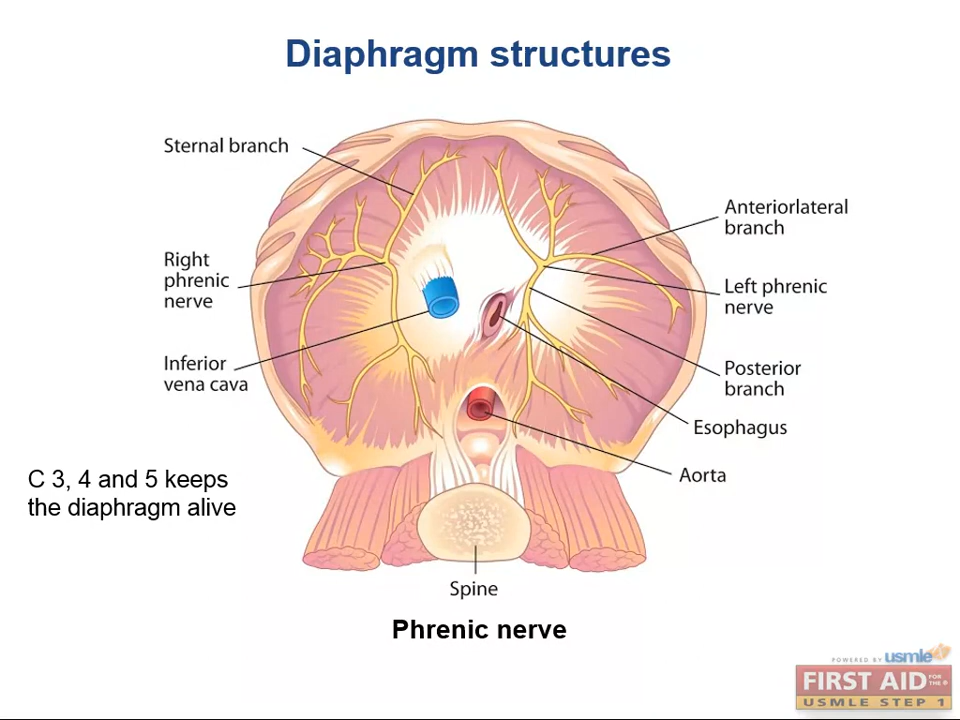 Diaphragm structures
Sternal branch
Anteriorlateral
branch
Right
phrenic
nerve
Left phrenic
nerve
Inferior
vena cava
Posterior
branch
Esophagus
Aorta
C 3, 4 and 5 keeps
the diaphragm alive
Spine
Phrenic nerve
POWERED BY usmle
FIRST AID FOR THE ®
USMLE STEP 1